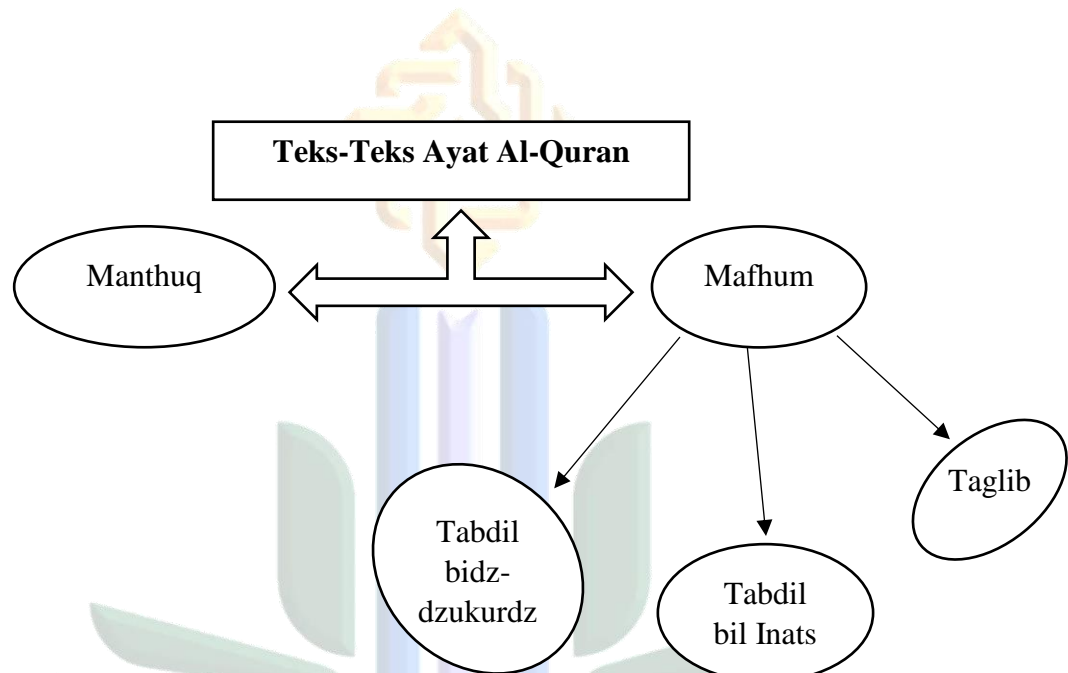 Teks-Teks Ayat Al-Quran
Manthuq
Mafhum
Taglib
Tabdil
bidz-
dzukurdz
Tabdil
bil Inats